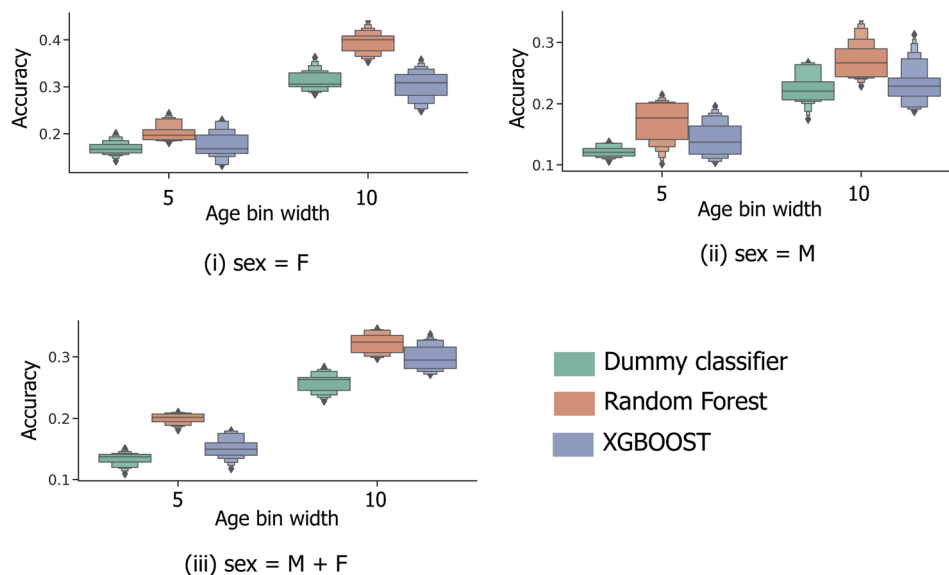 Accuracy
0.4
0.3
0.2
5
10
Age bin width
(i) sex = F
Accuracy
0.3
0.2
0.1
5
10
Age bin width
(ii) sex = M
Accuracy
0.3
0.2
0.1
5
10
Age bin width
(iii) sex = M + F
Dummy classifier
Random Forest
XGBOOST